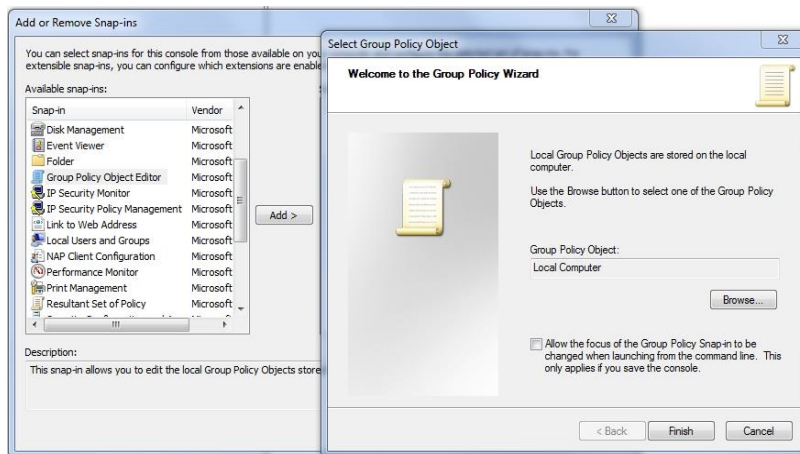 Add or Remove Snap-ins
You can select snap-ins for this console from those available on you
extensible snap-ins, you can configure which extensions are enable
Available snap-ins:
Snap-in Vendor
Disk Management Microsoft
Event Viewer Microsoft
Folder Microsoft
Group Policy Object Editor Microsoft
IP Security Monitor Microsoft
IP Security Policy Management Microsoft
Link to Web Address Microsoft
Local Users and Groups Microsoft
NAP Client Configuration Microsoft
Performance Monitor Microsoft
Print Management Microsoft
Resultant Set of Policy Microsoft
Add >
Description:
This snap-in allows you to edit the local Group Policy Objects store
Select Group Policy Object
Welcome to the Group Policy Wizard
Local Group Policy Objects are stored on the local
computer.
Use the Browse button to select one of the Group Policy
Objects.
Group Policy Object:
Local Computer
Browse...
Allow the focus of the Group Policy Snap-in to be
changed when launching from the command line. This
only applies if you save the console.
< Back Finish Cancel